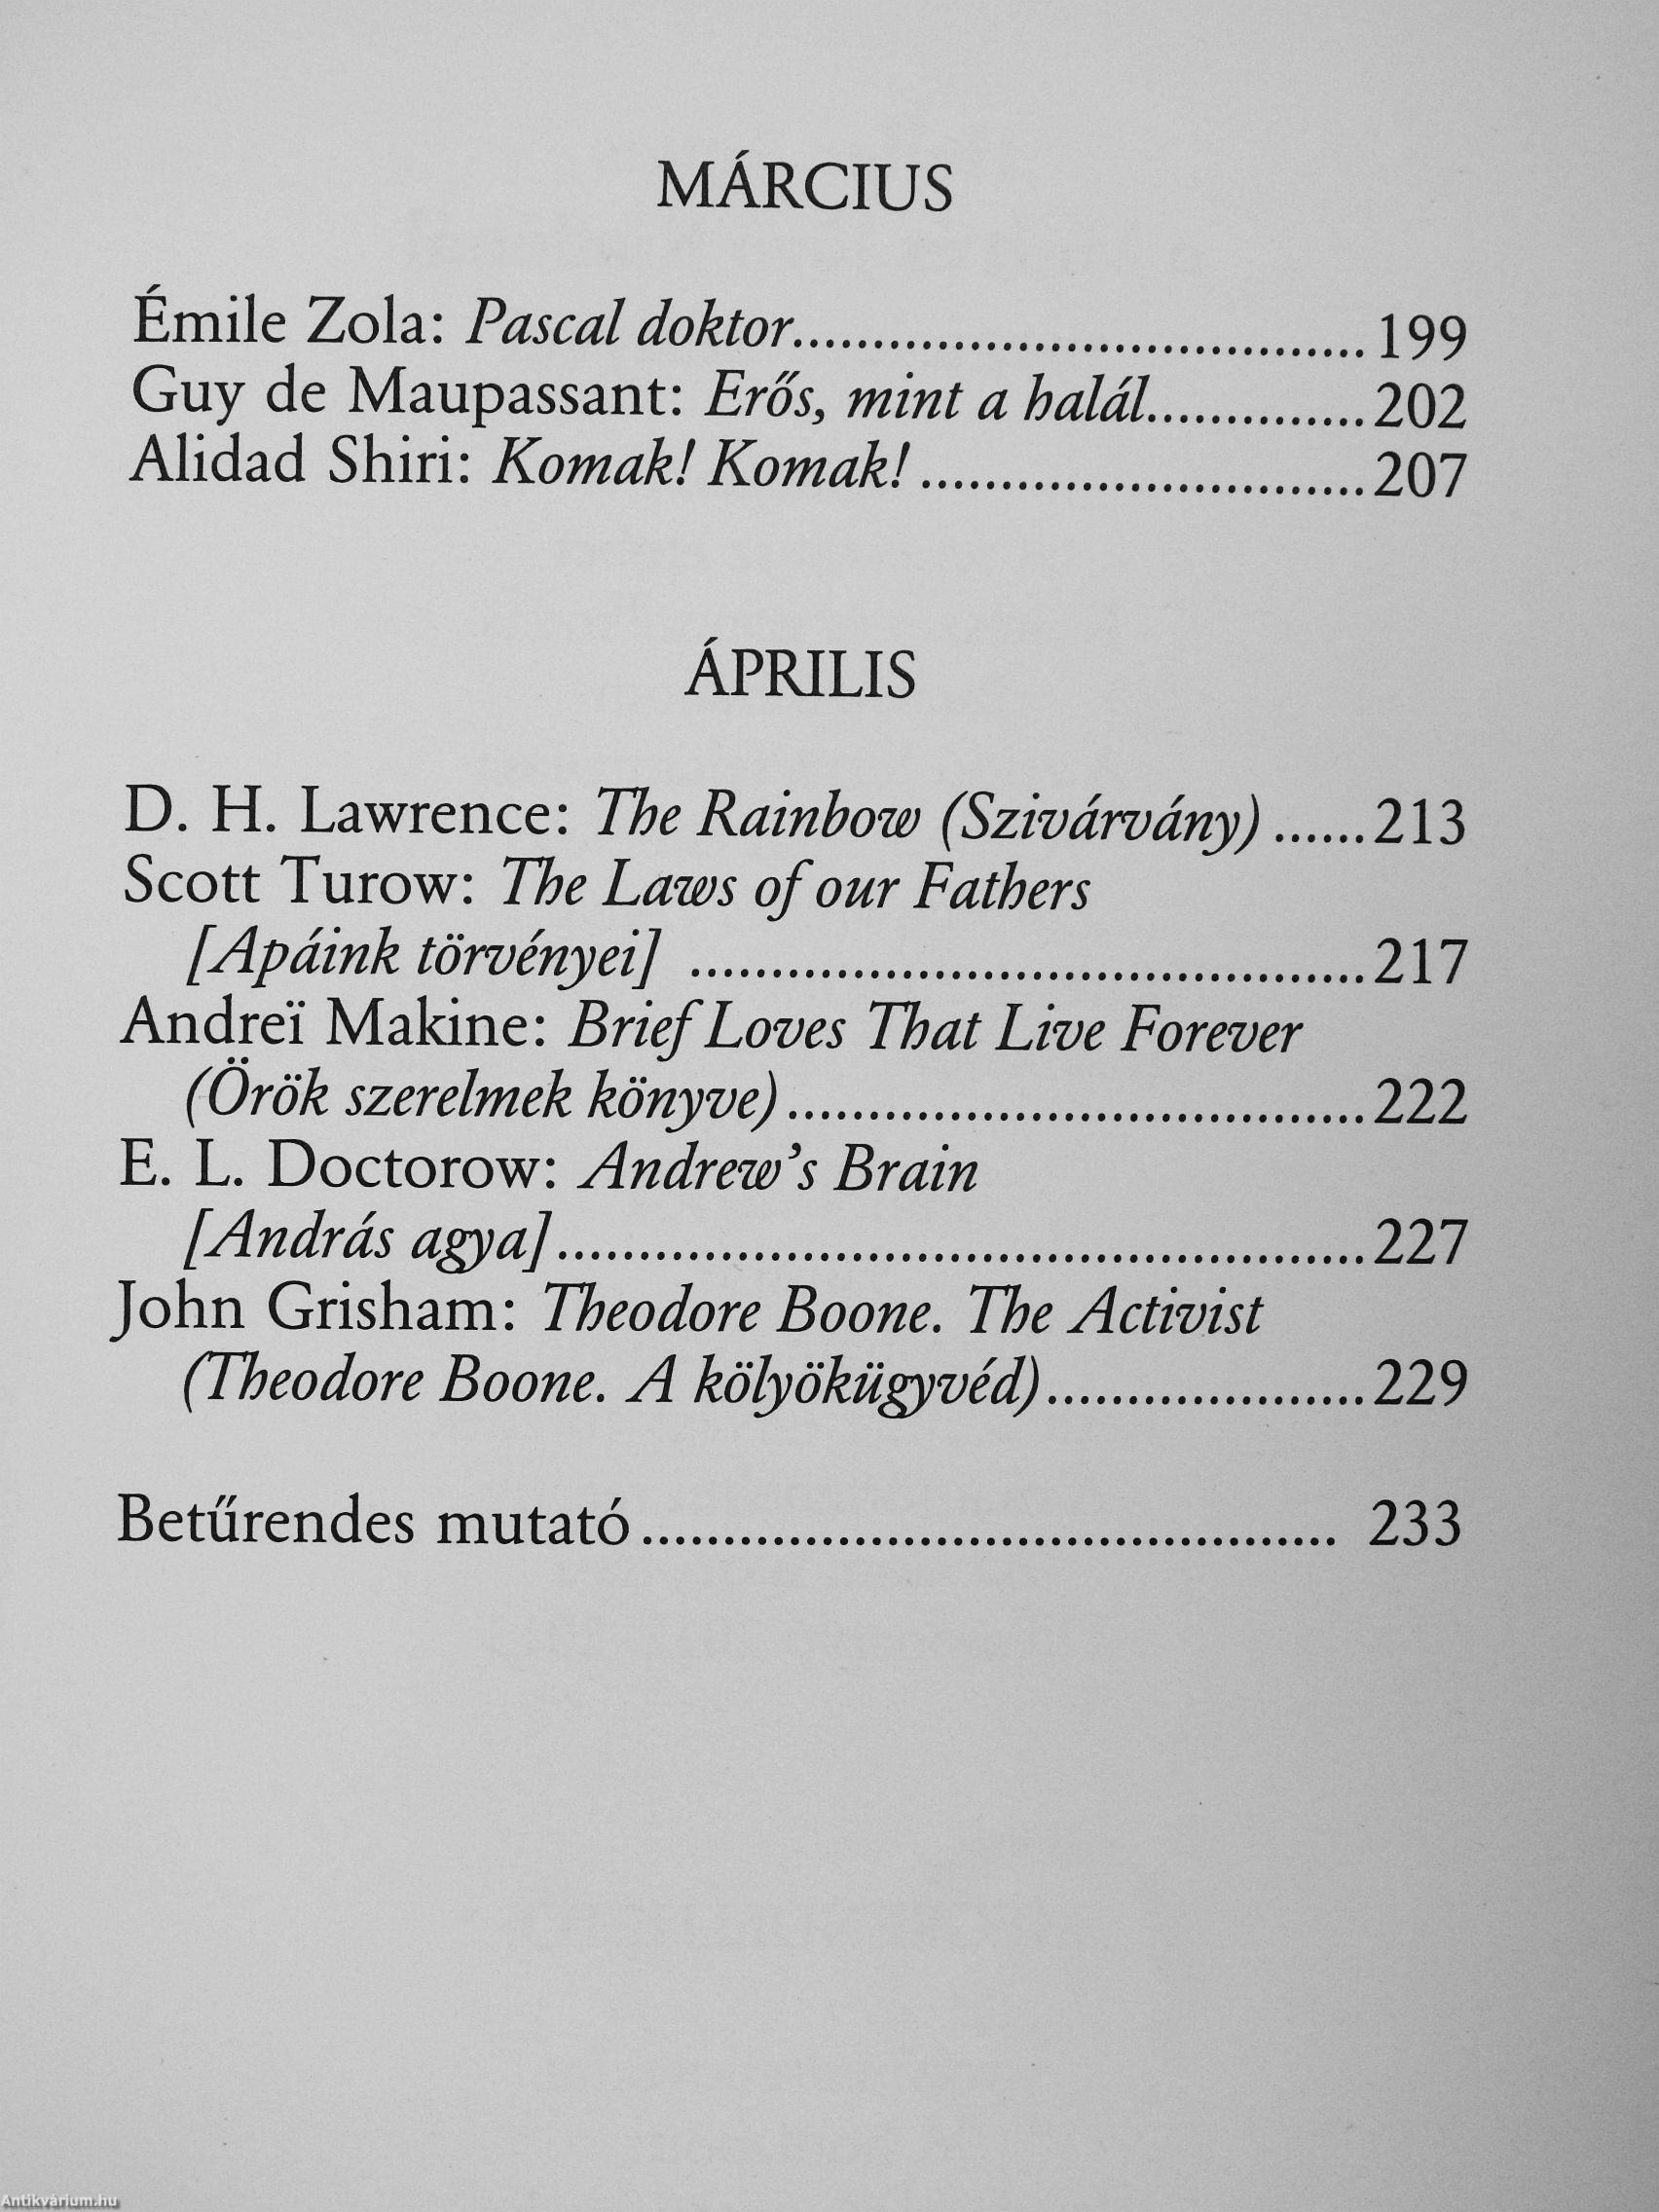 MÁRCIUS
Émile Zola: Pascal doktor.................................... 199
Guy de Maupassant: Erős, mint a halál..............202
Alidad Shiri: Komak! Komak! ............................207
ÁPRILIS
D. H. Lawrence: The Rainbow (Szivárvány) ......213
Scott Turow: The Laws of our Fathers
[Apáink törvényei] ..........................................217
Andreï Makine: Brief Loves That Live Forever
(Örök szerelmek könyve)....................................222
E. L. Doctorow: Andrew’s Brain
[András agya]..................................................227
John Grisham: Theodore Boone. The Activist
(Theodore Boone. A kölyökügyvéd)....................229
Betűrendes mutató........................................... 233
Antikvárium.hu